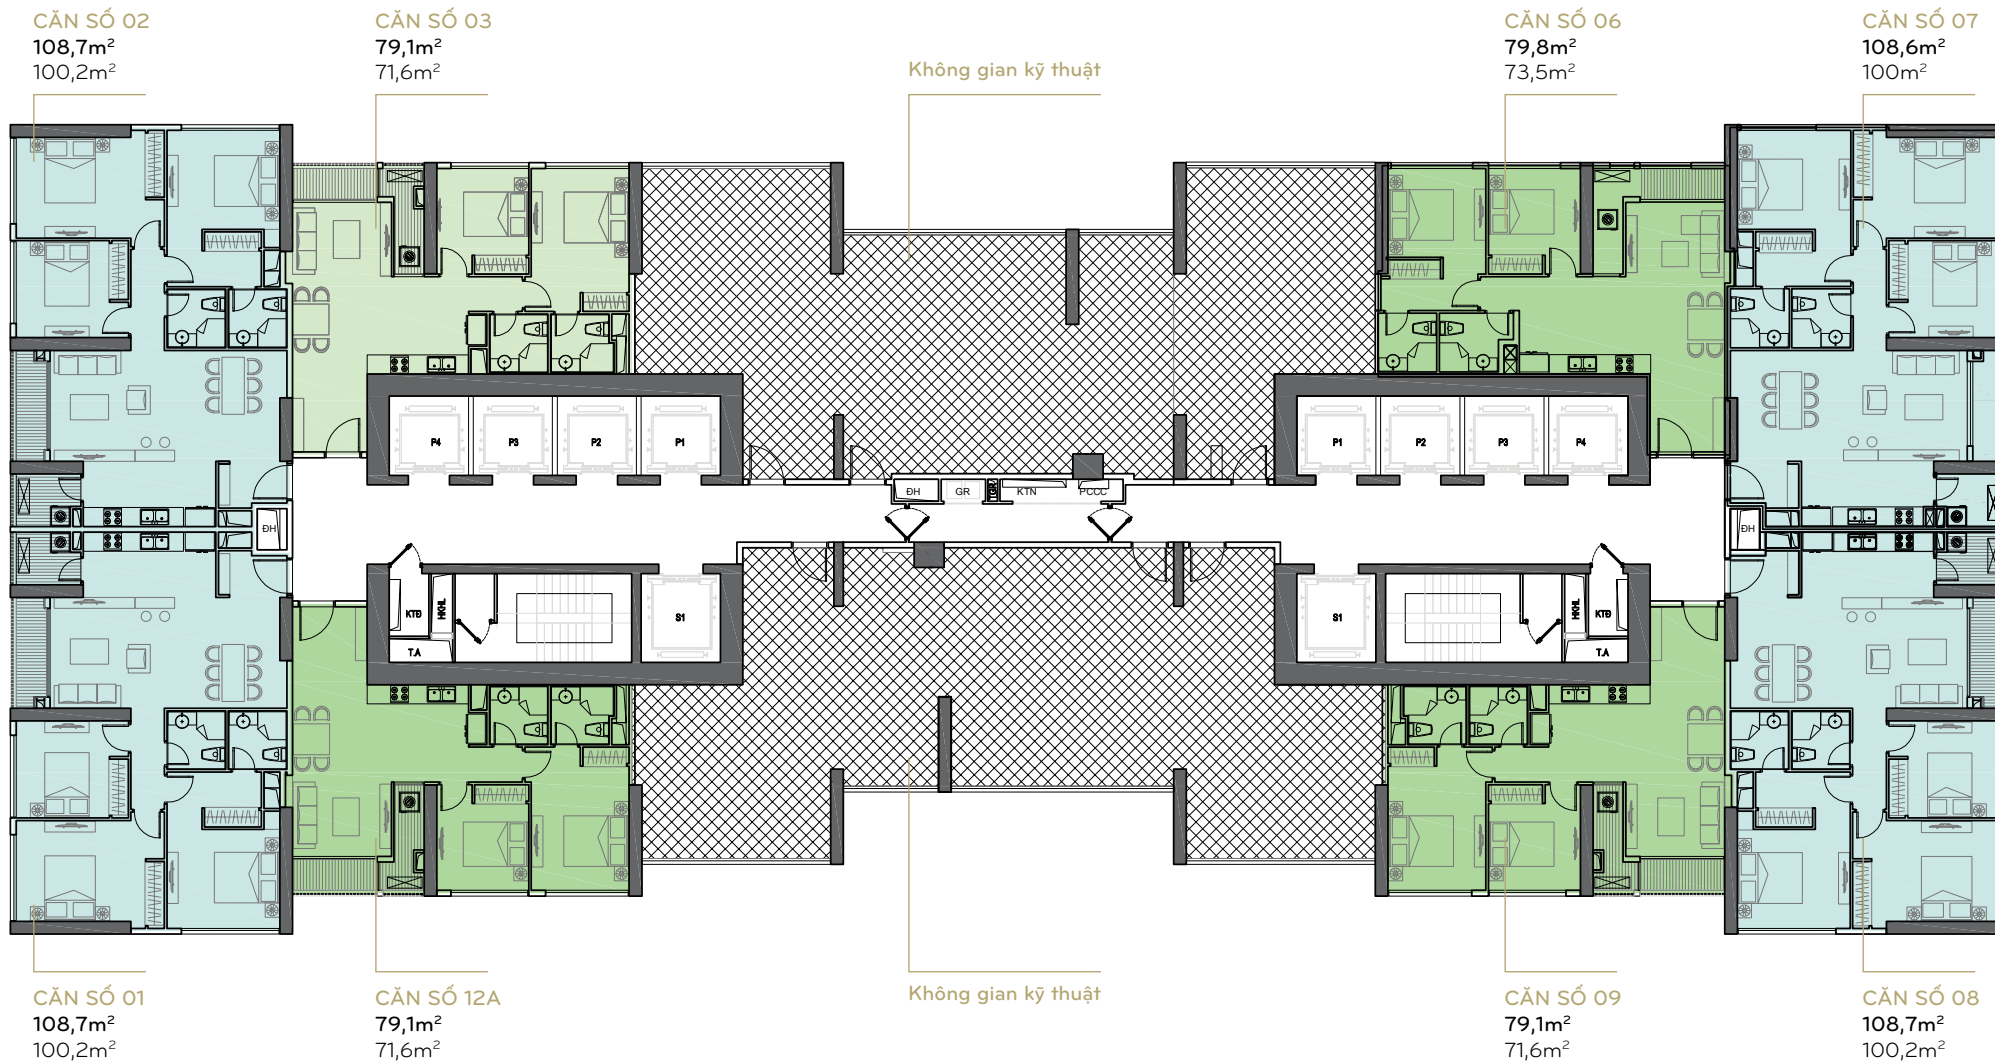 CĂN SỐ 02
108,7m²
100,2m²
CĂN SỐ 03
79,1m²
71,6m²
Không gian kỹ thuật
CĂN SỐ 06
79,8m²
73,5m²
CĂN SỐ 07
108,6m²
100m²
P4
P3
P2
P1
P1
P2
P3
P4
ĐH
GR
TGR
KTN
PCCC
ĐH
ĐH
KTĐ
HKHL
T.A
S1
S1
HKHL
KTĐ
T.A
CĂN SỐ 01
108,7m²
100,2m²
CĂN SỐ 12A
79,1m²
71,6m²
Không gian kỹ thuật
CĂN SỐ 09
79,1m²
71,6m²
CĂN SỐ 08
108,7m²
100,2m²